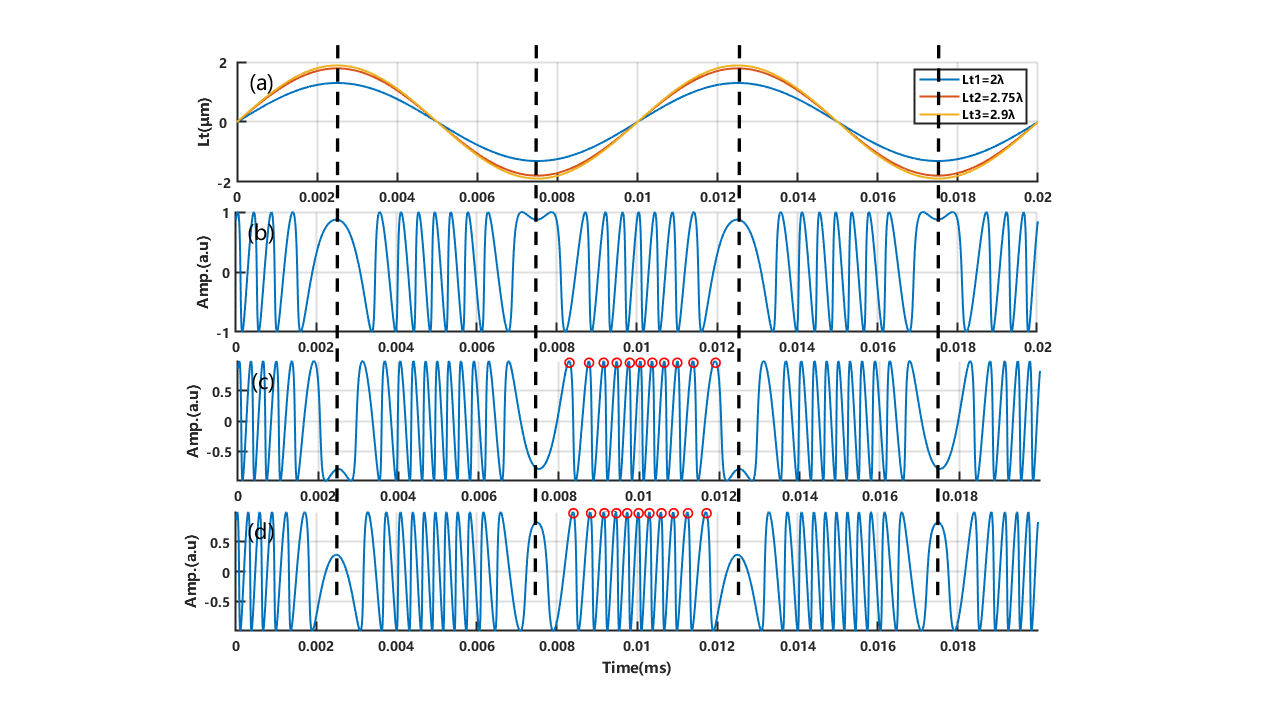 2
(a)
Lt1=2λ
Lt2=2.75λ
Lt3=2.9λ
Lt(μm)
0
-2
0.002 0.004 0.006 0.008 0.01 0.012 0.014 0.016 0.018 0.02
1
(b)
Amp.(a.u)
0
-1
0 0.002 0.004 0.006 0.008 0.01 0.012 0.014 0.016 0.018 0.02
(c)
0.5
Amp.(a.u)
0
-0.5
0 0.002 0.004 0.006 0.008 0.01 0.012 0.014 0.016 0.018
(d)
0.5
Amp.(a.u)
0
-0.5
0 0.002 0.004 0.006 0.008 0.01 0.012 0.014 0.016 0.018
Time(ms)